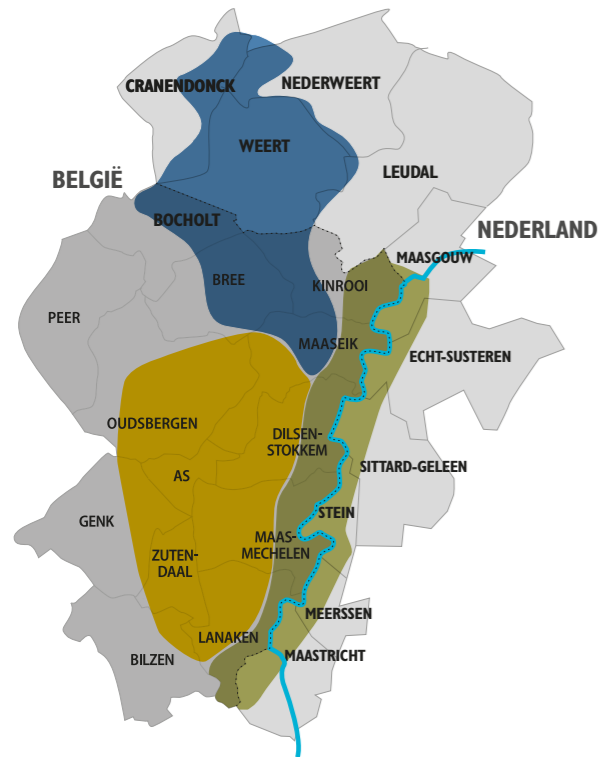 CRANENDONCK
NEDERWEERT
WEERT
LEUDAL
BELGIË
BOCHOLT
NEDERLAND
MAASGOUW
BREE
KINROOI
PEER
MAASEIK
ECHT-SUSTEREN
OUDSBERGEN
DILSEN-
STOKKEM
SITTARD-GELEEN
AS
STEIN
GENK
MAAS-
MECHELEN
ZUTEN-
DAAL
MEERSSEN
LANAKEN
MAASTRICHT
BILZEN